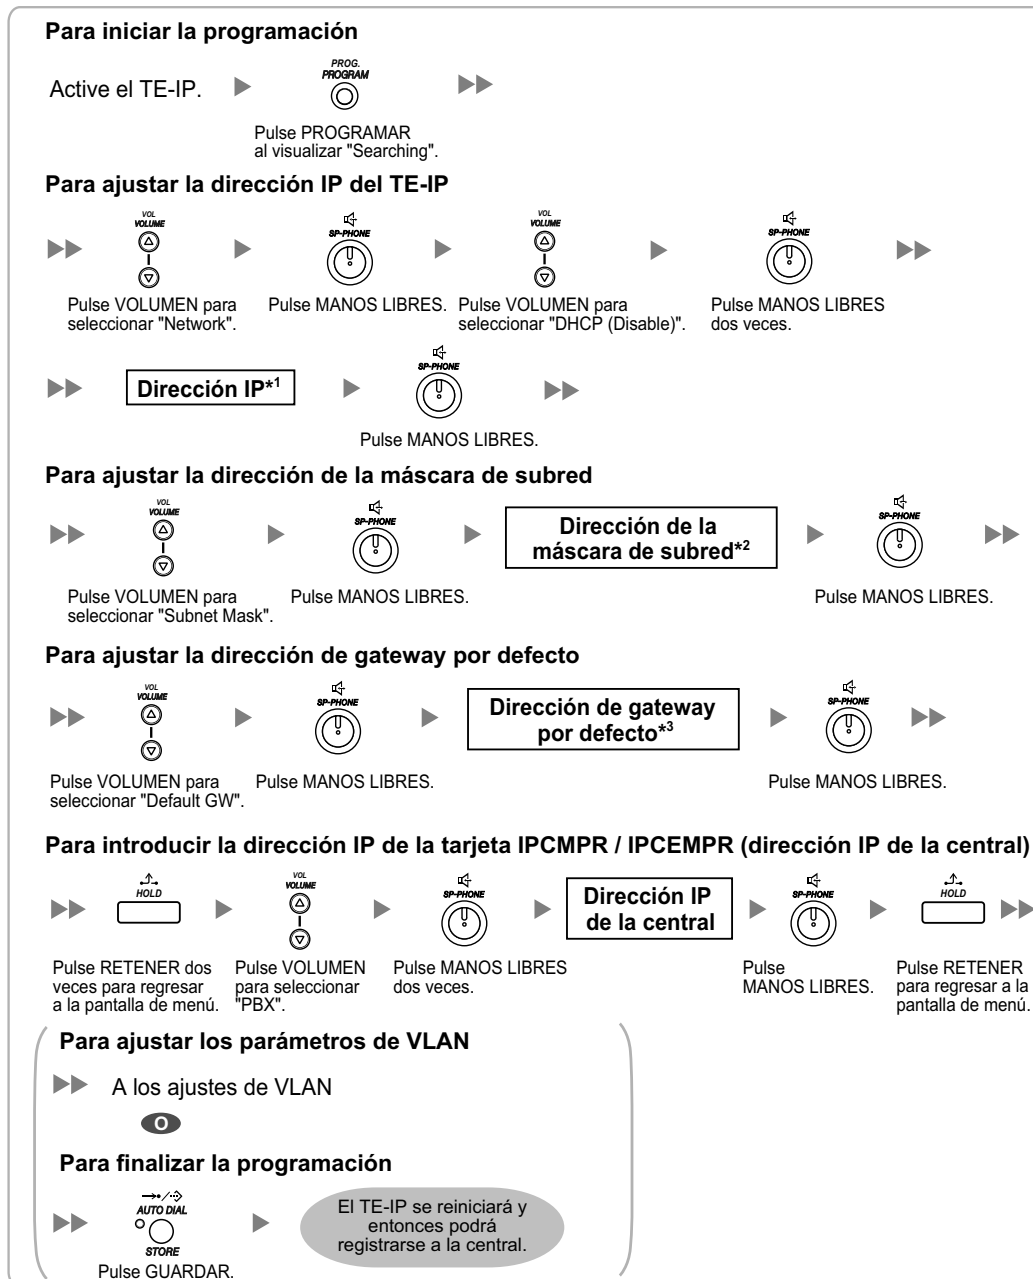 Para iniciar la programación
PROG.
PROGRAM
Active el TE-IP.
Pulse PROGRAMAR
al visualizar "Searching".
Para ajustar la dirección IP del TE-IP
VOL
VOLUME
SP-PHONE
VOL
VOLUME
SP-PHONE
Pulse VOLUMEN para
seleccionar "Network".
Pulse MANOS LIBRES.
Pulse VOLUMEN para
seleccionar "DHCP (Disable)".
Pulse MANOS LIBRES
dos veces.
Dirección IP*1
SP-PHONE
Pulse MANOS LIBRES.
Para ajustar la dirección de la máscara de subred
VOL
VOLUME
SP-PHONE
Dirección de la
máscara de subred*2
SP-PHONE
Pulse VOLUMEN para
seleccionar "Subnet Mask".
Pulse MANOS LIBRES.
Pulse MANOS LIBRES.
Para ajustar la dirección de gateway por defecto
VOL
VOLUME
SP-PHONE
Dirección de gateway
por defecto*3
SP-PHONE
Pulse VOLUMEN para
seleccionar "Default GW".
Pulse MANOS LIBRES.
Pulse MANOS LIBRES.
Para introducir la dirección IP de la tarjeta IPCMPR / IPCEMPR (dirección IP de la central)
HOLD
VOL
VOLUME
SP-PHONE
Dirección IP
de la central
SP-PHONE
HOLD
Pulse RETENER dos
veces para regresar
a la pantalla de menú.
Pulse VOLUMEN
para seleccionar
"PBX".
Pulse MANOS LIBRES
dos veces.
Pulse
MANOS LIBRES.
Pulse RETENER
para regresar a la
pantalla de menú.
Para ajustar los parámetros de VLAN
A los ajustes de VLAN
O
Para finalizar la programación
AUTO DIAL
STORE
Pulse GUARDAR.
El TE-IP se reiniciará y
entonces podrá
registrarse a la central.